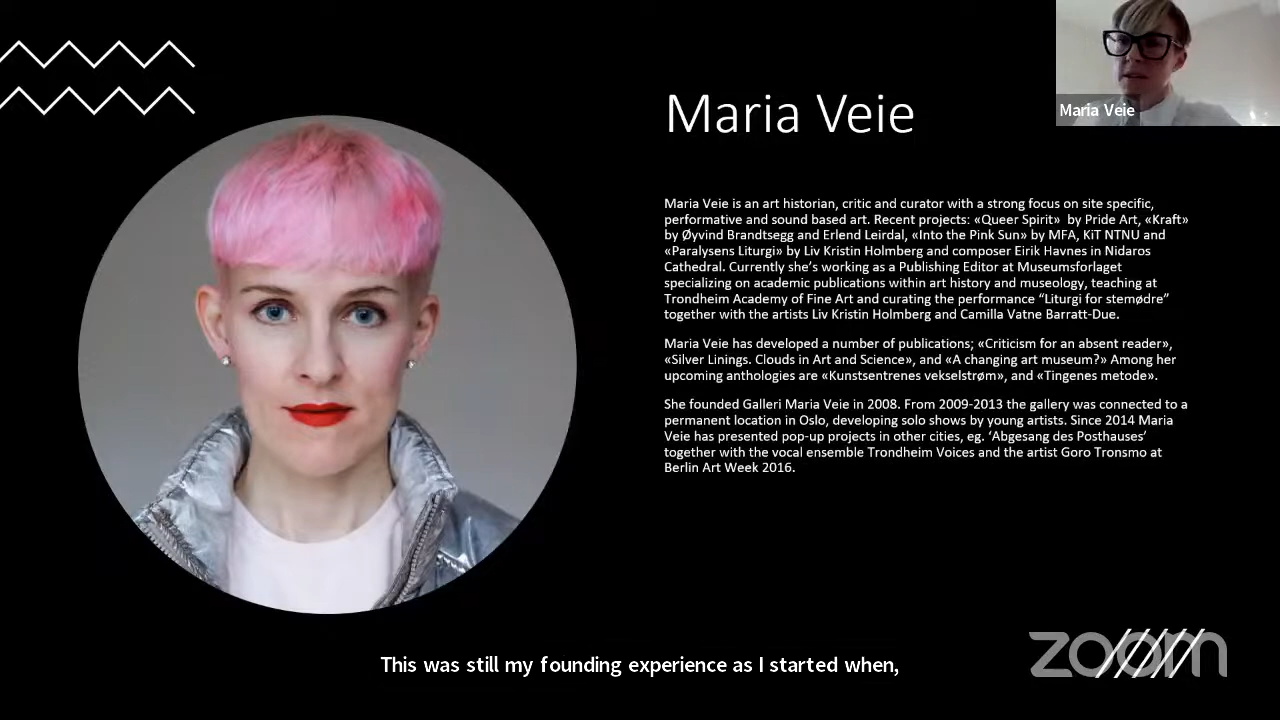 Maria Veie
Maria Veie
Maria Veie is an art historian, critic and curator with a strong focus on site specific,
performative and sound based art. Recent projects: «Queer Spirit»  by Pride Art, «Kraft»
by Øyvind Brandtsegg and Erlend Leirdal, «Into the Pink Sun» by MFA, KiT NTNU and
«Paralysens Liturgi» by Liv Kristin Holmberg and composer Eirik Havnes in Nidaros
Cathedral. Currently she's working as a Publishing Editor at Museumsforlaget
specializing on academic publications within art history and museology, teaching at
Trondheim Academy of Fine Art and curating the performance "Liturgi for stemødre"
together with the artists Liv Kristin Holmberg and Camilla Vatne Barratt-Due.
Maria Veie has developed a number of publications; «Criticism for an absent reader»,
«Silver Linings. Clouds in Art and Science», and «A changing art museum?» Among her
upcoming anthologies are «Kunstsentrenes vekselstrøm», and «Tingenes metode».
She founded Galleri Maria Veie in 2008. From 2009-2013 the gallery was connected to a
permanent location in Oslo, developing solo shows by young artists. Since 2014 Maria
Veie has presented pop-up projects in other cities, eg. 'Abgesang des Posthauses'
together with the vocal ensemble Trondheim Voices and the artist Goro Tronsmo at
Berlin Art Week 2016.
This was still my founding experience as I started when,
zoom